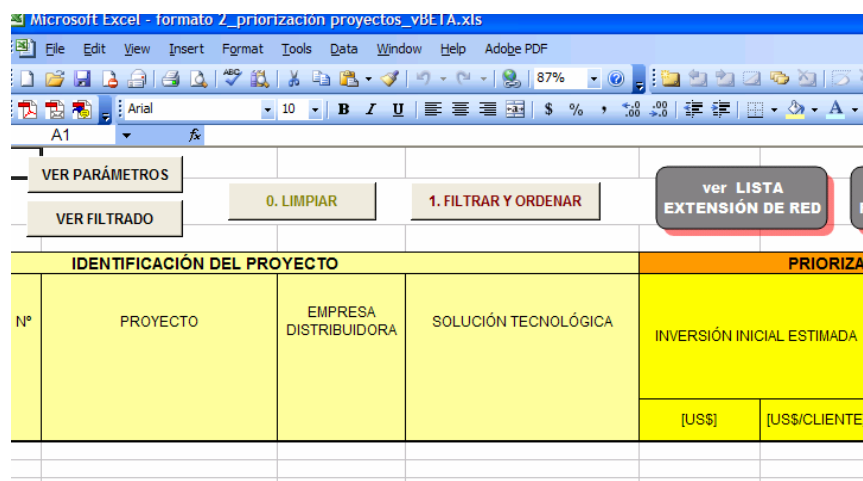 Microsoft Excel - formato 2_priorización proyectos_vBETA.xls
File Edit View Insert Format Tools Data Window Help Adobe PDF
87%
Arial 10 B I U $ % ,
A1 fx
VER PARÁMETROS
VER FILTRADO
0. LIMPIAR
1. FILTRAR Y ORDENAR
ver LISTA
EXTENSIÓN DE RED
IDENTIFICACIÓN DEL PROYECTO
PRIORIZA
Nº
PROYECTO
EMPRESA
DISTRIBUIDORA
SOLUCIÓN TECNOLÓGICA
INVERSIÓN INICIAL ESTIMADA
[US$]
[US$/CLIENTE